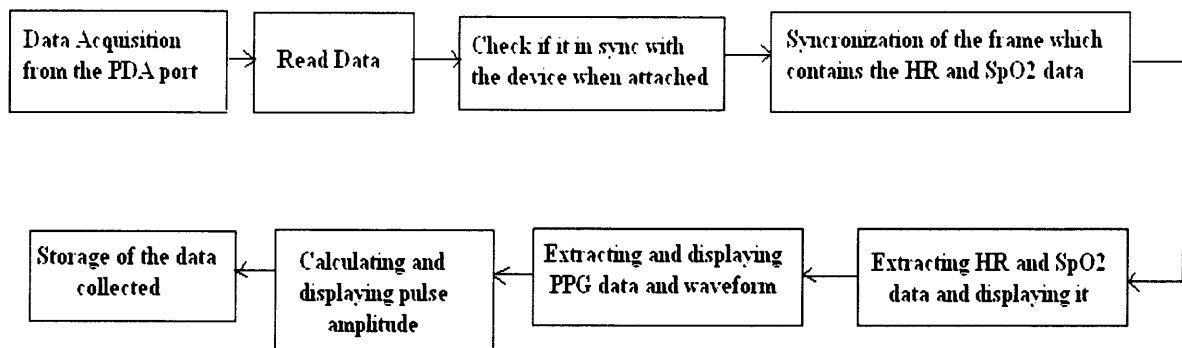 Data Acquisition
from the PDA port
Read Data
Check if it in sync with
the device when attached
Syncronization of the frame which
contains the HR and SpO2 data
Storage of the data
collected
Calculating and
displaying pulse
amplitude
Extracting and displaying
PPG data and waveform
Extracting HR and SpO2
data and displaying it